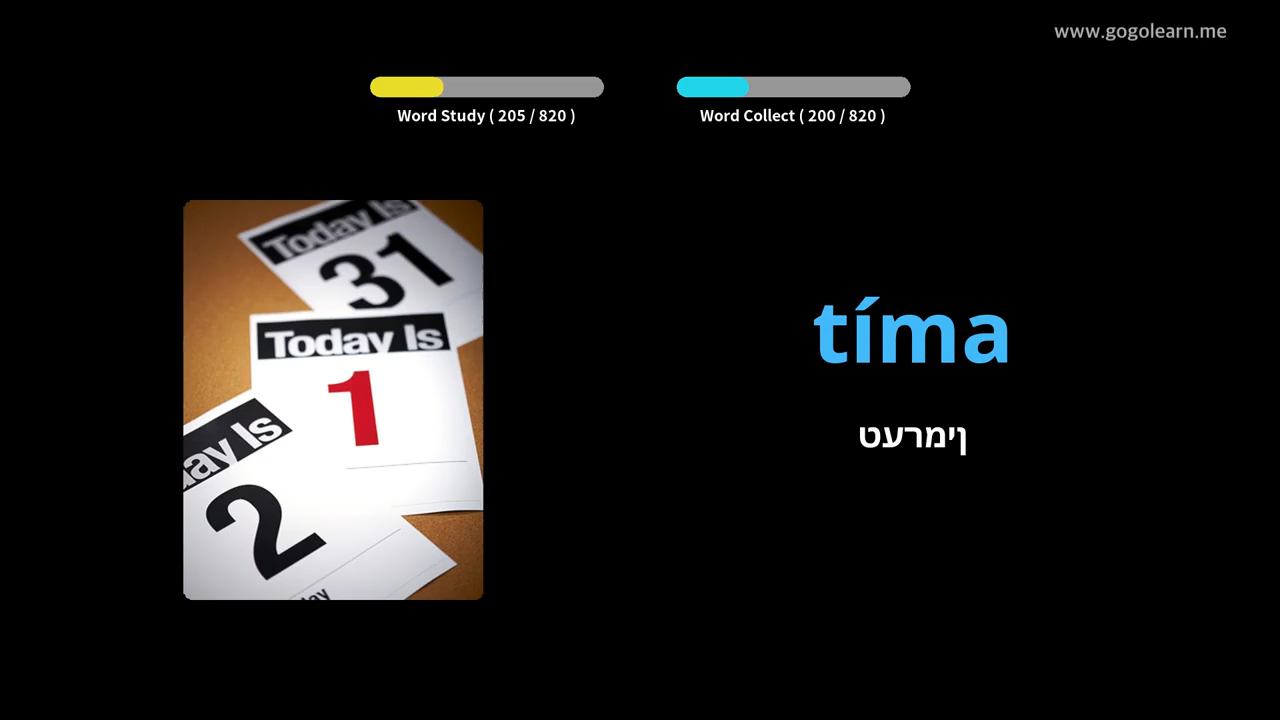 www.gogolearn.me
Word Study ( 205 / 820 )
Word Collect ( 200 / 820 )
Today Is
31
Today Is
1
ay Is
2
day
tíma
ןימרעט